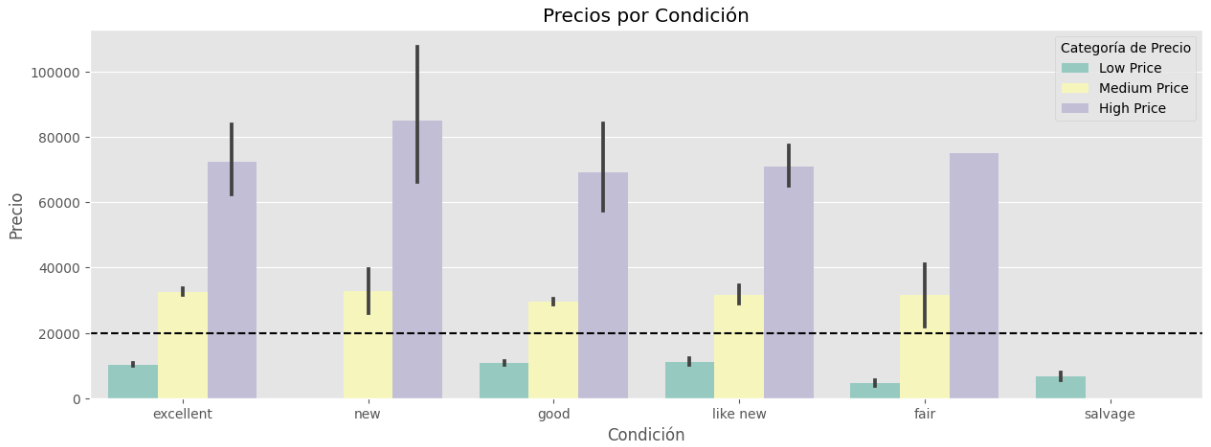 Precios por Condición
Categoría de Precio
Low Price
Medium Price
High Price
Precio
100000
80000
60000
40000
20000
0
excellent
new
good
like new
fair
salvage
Condición